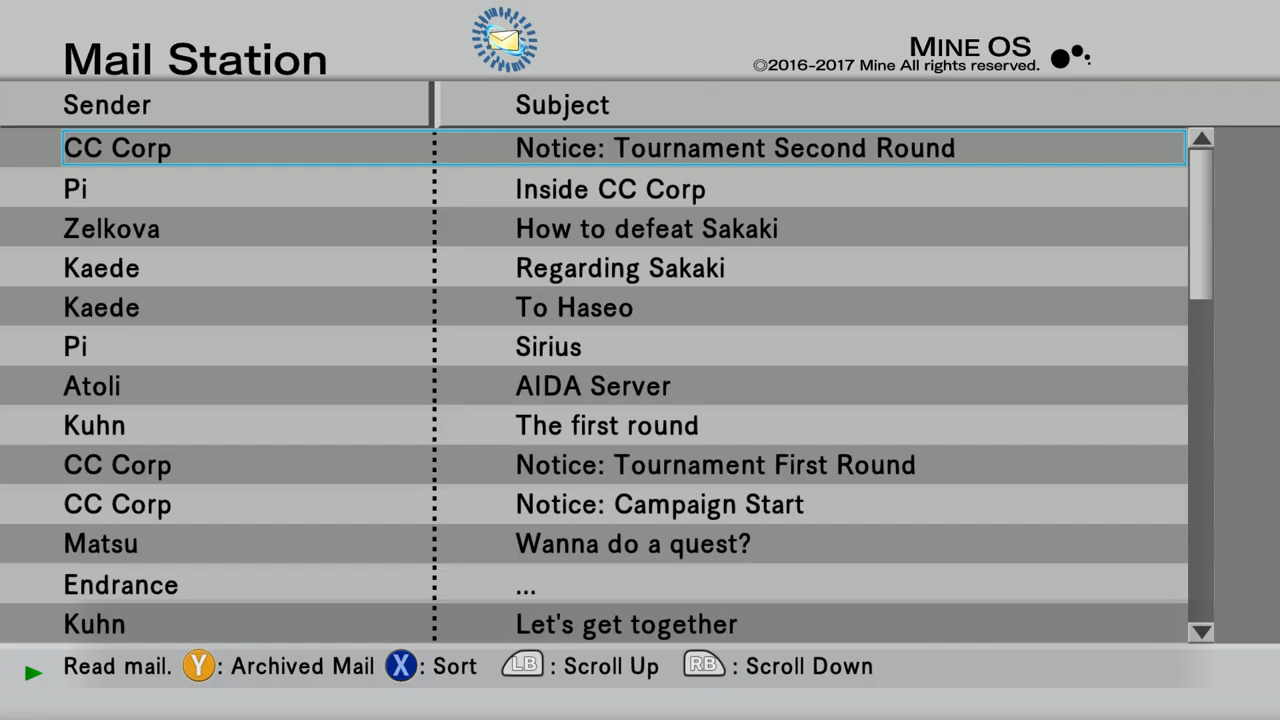 Mail Station
MINE OS
©2016-2017 Mine All rights reserved.
Sender Subject
CC Corp Notice: Tournament Second Round
Pi Inside CC Corp
Zelkova How to defeat Sakaki
Kaede Regarding Sakaki
Kaede To Haseo
Pi Sirius
Atoli AIDA Server
Kuhn The first round
CC Corp Notice: Tournament First Round
CC Corp Notice: Campaign Start
Matsu Wanna do a quest?
Endrance ...
Kuhn Let's get together
Read mail. Y: Archived Mail X: Sort LB: Scroll Up RB: Scroll Down